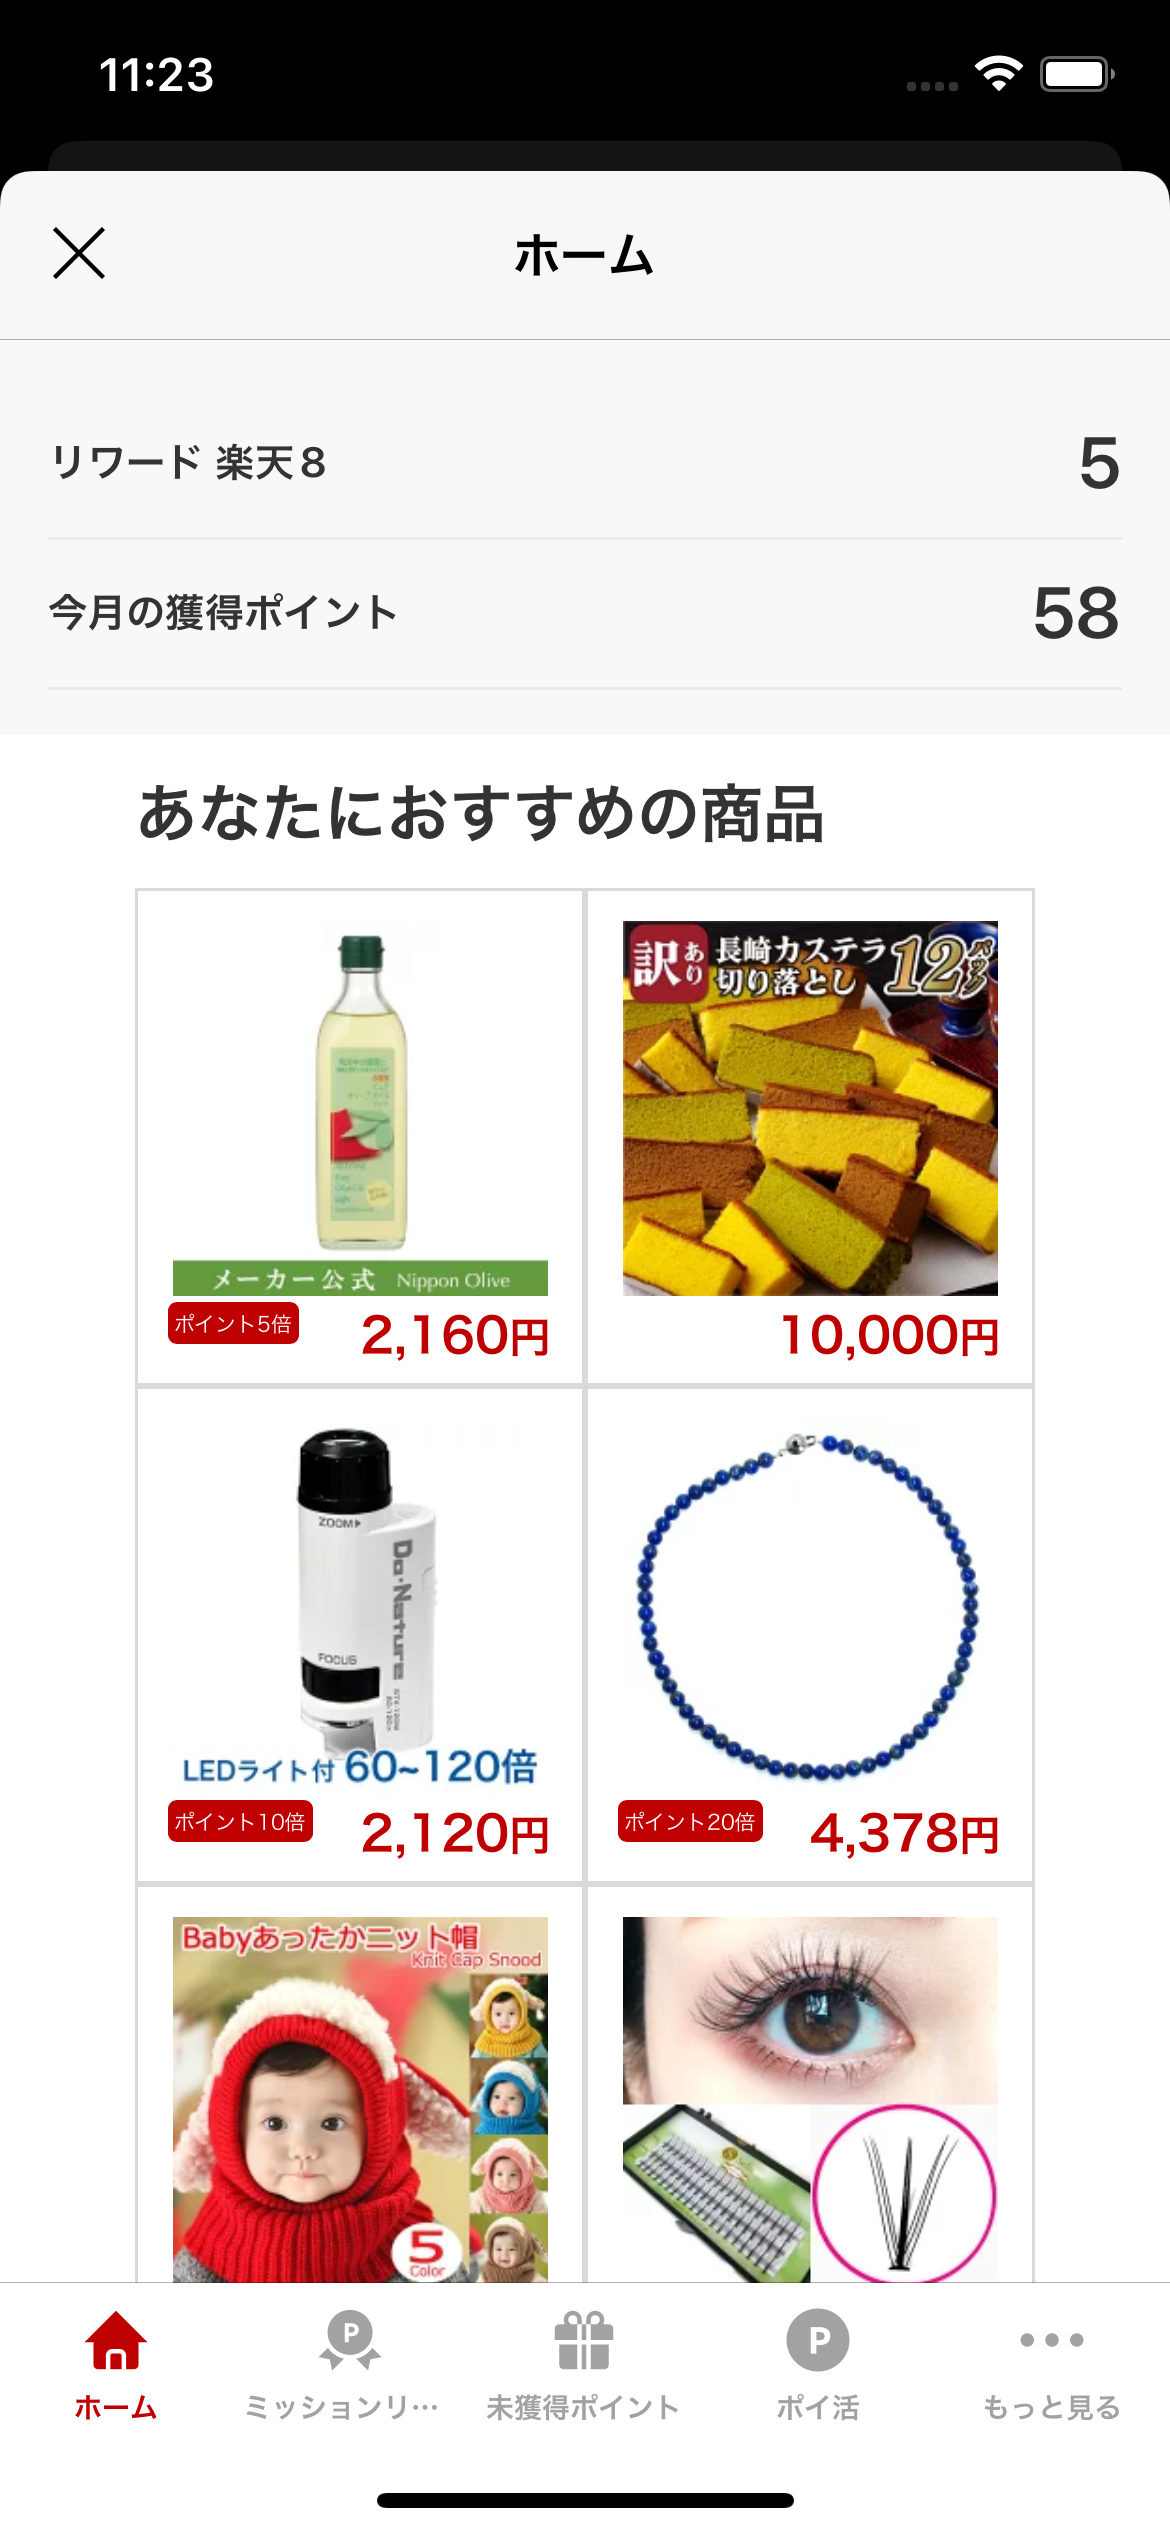 11:23
ホーム
リワード 楽天8
5
今月の獲得ポイント
58
あなたにおすすめの商品
メーカー公式 Nippon Olive
ポイント5倍
2,160円
訳あり 長崎カステラ
切り落とし
12パック
10,000円
ZOOM
Do・Nature
FOCUS
LEDライト付 60~120倍
ポイント10倍
2,120円
ポイント20倍
4,378円
Babyあったかニット帽
Knit Cap Snood
5
Color
ホーム
ミッションリ…
未獲得ポイント
ポイ活
もっと見る